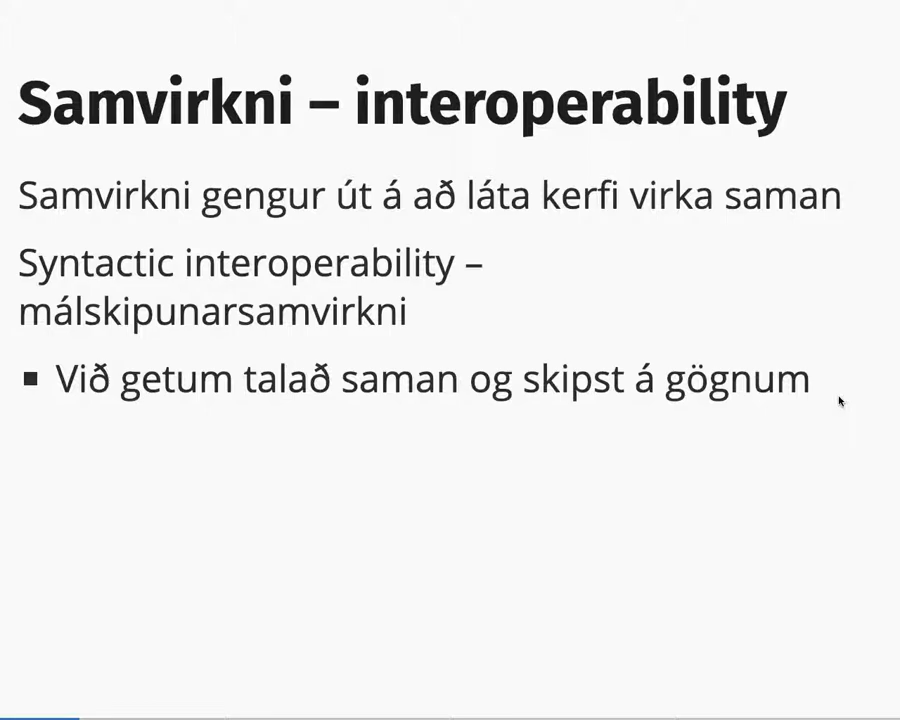 Samvirkni – interoperability
Samvirkni gengur út á að láta kerfi virka saman
Syntactic interoperability –
málskipunarsamvirkni
▪ Við getum talað saman og skipst á gögnum